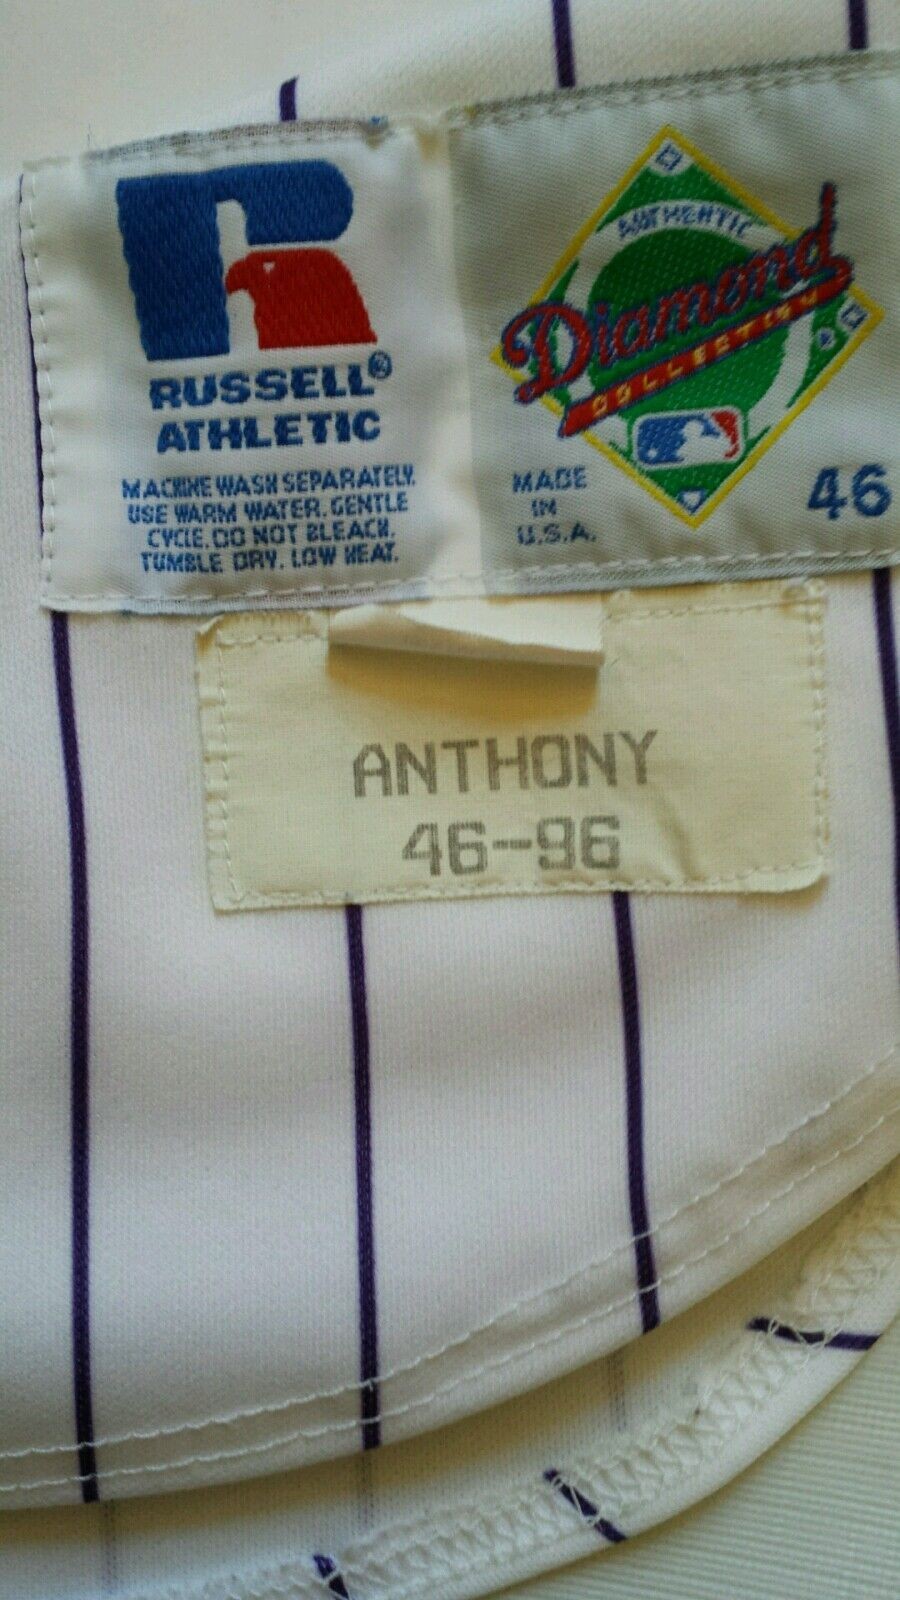 RUSSELL®
ATHLETIC
MACHINE WASH SEPARATELY.
USE WARM WATER. GENTLE
CYCLE. DO NOT BLEACH.
TUMBLE DRY. LOW HEAT.
AUTHENTIC
Diamond
COLLECTION
MADE
IN
U.S.A.
46
ANTHONY
46--96